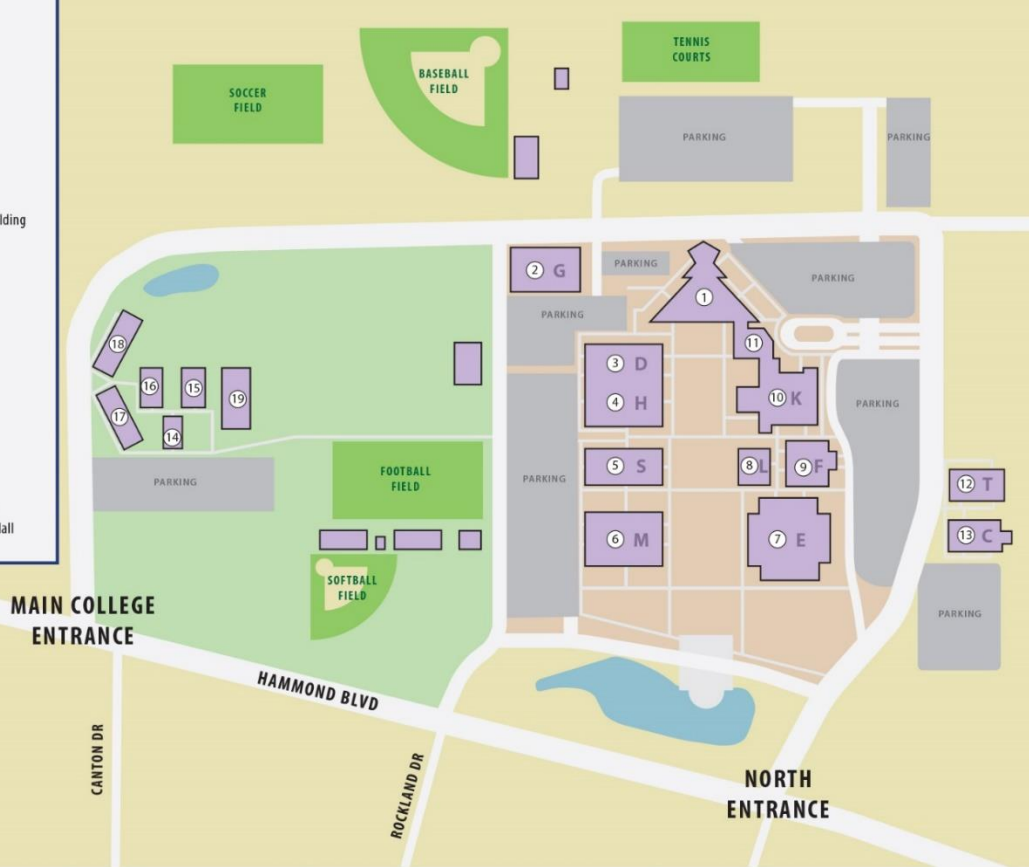 TENNIS
COURTS
BASEBALL
FIELD
SOCCER
FIELD
PARKING
PARKING
lding
2 G
PARKING
PARKING
1
PARKING
18
11
3 D
16
15
19
10 K
4 H
PARKING
17
14
8 L
9 F
5 S
FOOTBALL
FIELD
PARKING
PARKING
12 T
all
6 M
7 E
13 C
SOFTBALL
FIELD
MAIN COLLEGE
ENTRANCE
PARKING
HAMMOND BLVD
CANTON DR
ROCKLAND DR
NORTH
ENTRANCE